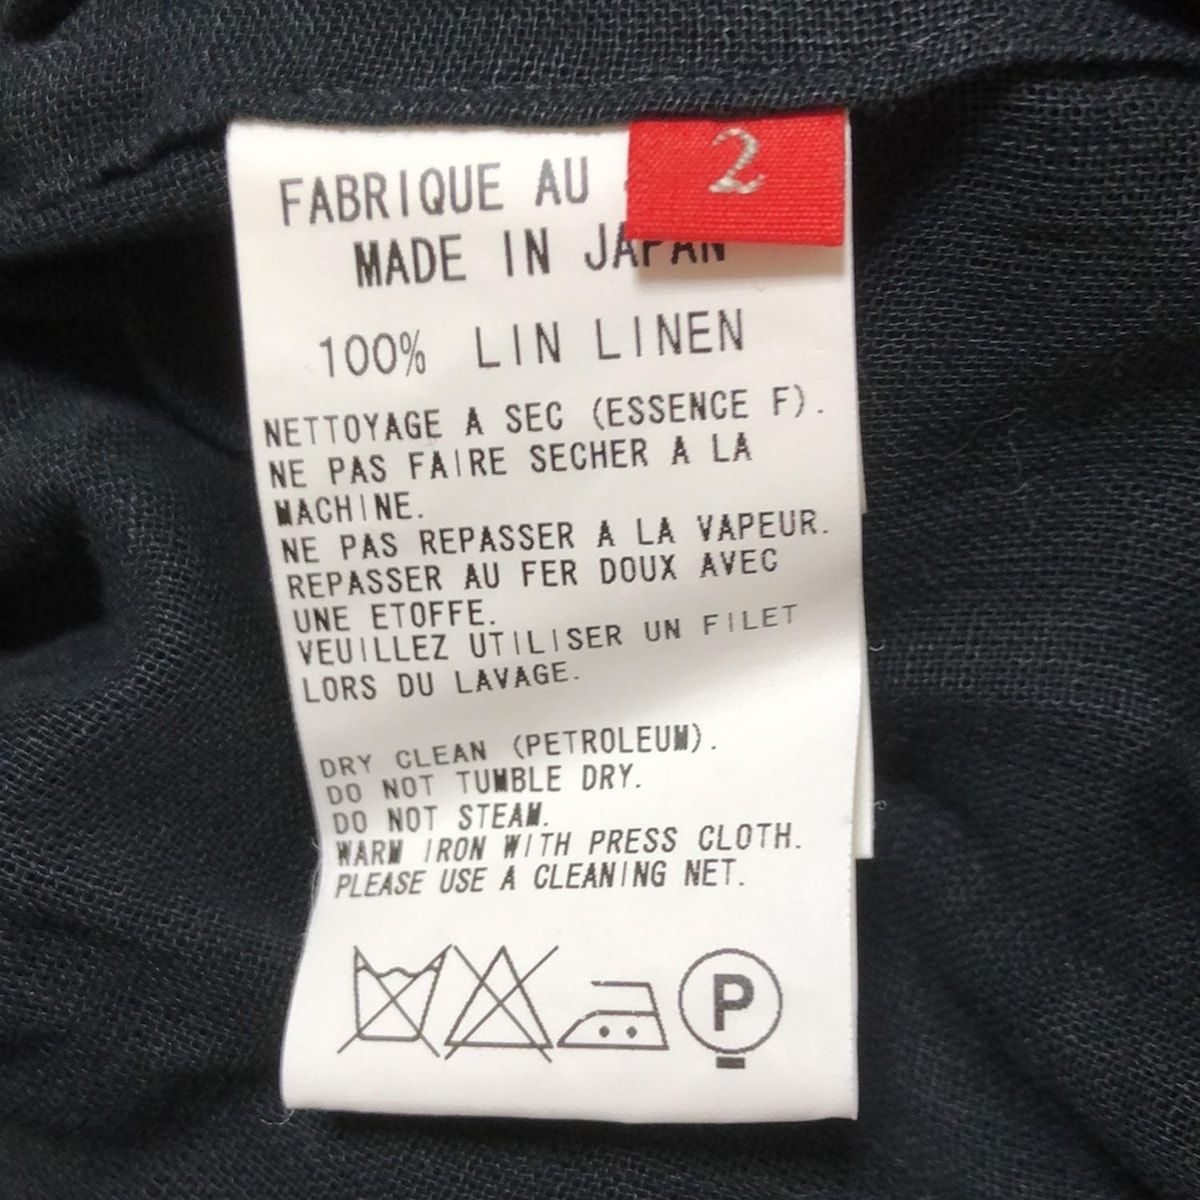 2
FABRIQUE AU
MADE IN JAPAN
100% LIN LINEN
NETTOYAGE A SEC (ESSENCE F).
NE PAS FAIRE SECHER A LA
MACHINE.
NE PAS REPASSER A LA VAPEUR.
REPASSER AU FER DOUX AVEC
UNE ETOFFE.
VEUILLEZ UTILISER UN FILET
LORS DU LAVAGE.
DRY CLEAN (PETROLEUM).
DO NOT TUMBLE DRY.
DO NOT STEAM.
WARM IRON WITH PRESS CLOTH.
PLEASE USE A CLEANING NET.
P